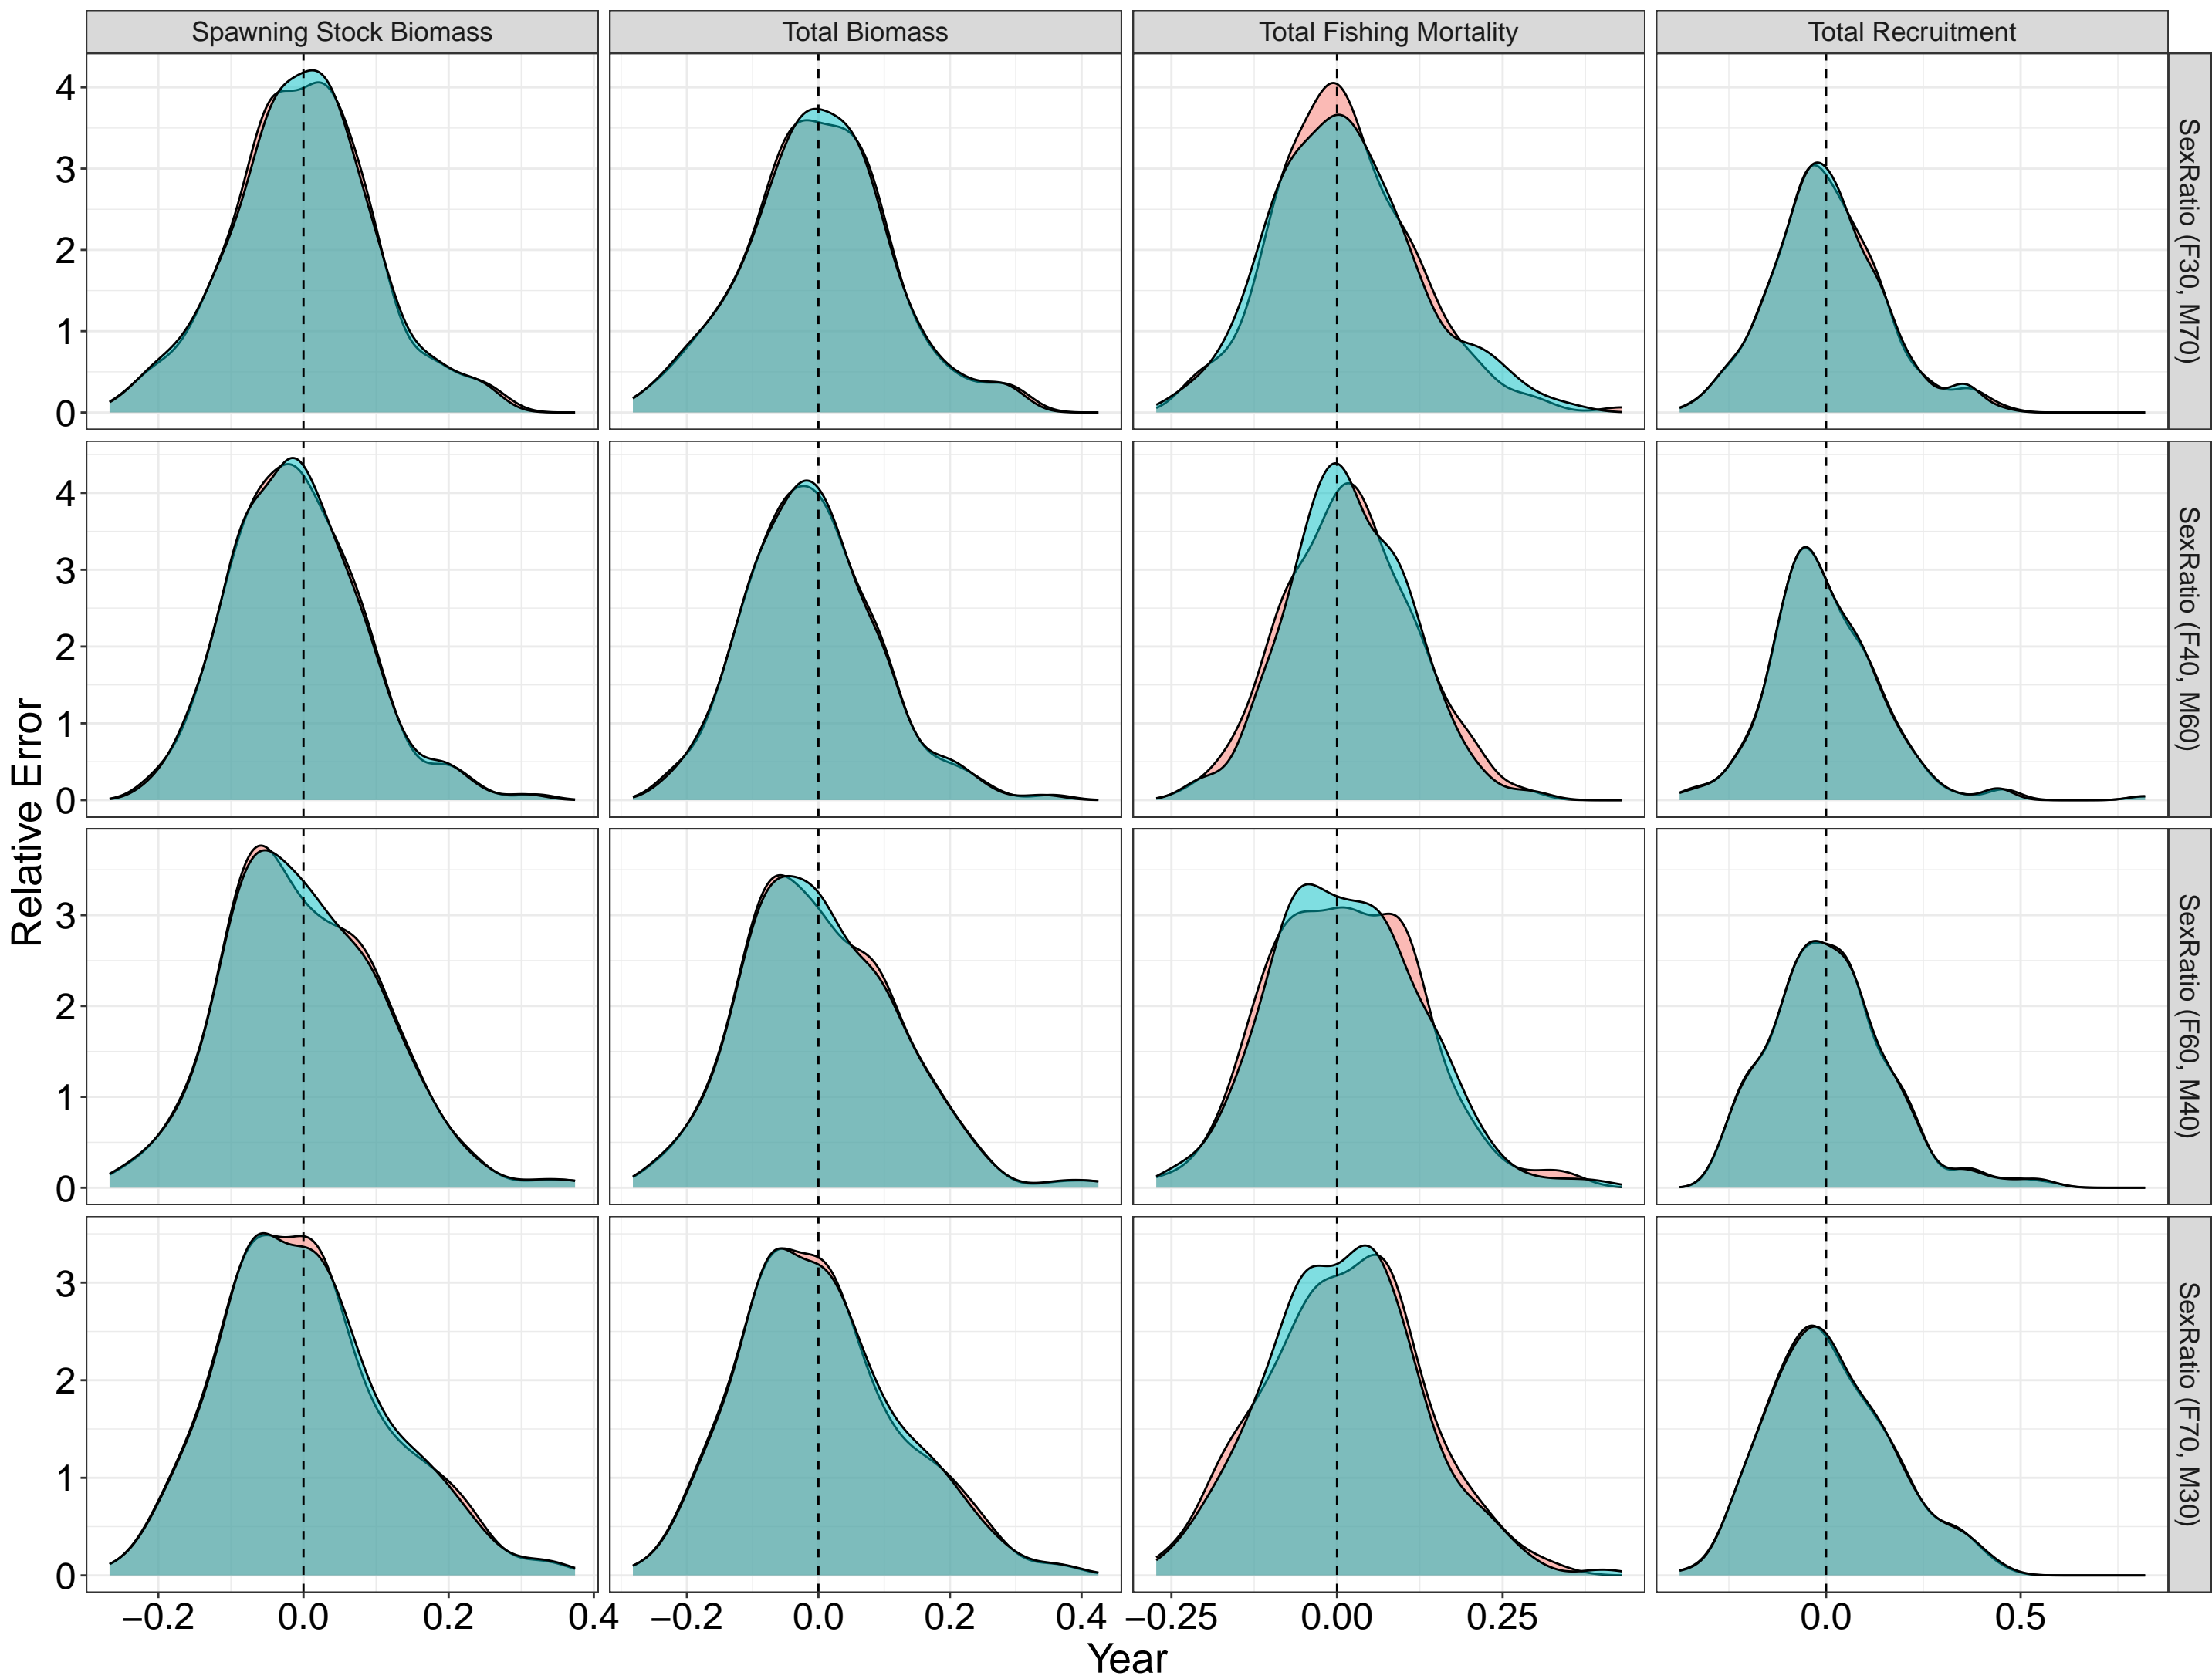 Spawning Stock Biomass
Total Biomass
Total Fishing Mortality
Total Recruitment
4
3
2
1
0
SexRatio (F30, M70)
4
3
2
1
0
SexRatio (F40, M60)
Relative Error
3
2
1
0
SexRatio (F60, M40)
3
2
1
0
SexRatio (F70, M30)
−0.2 0.0 0.2 0.4
−0.2 0.0 0.2 0.4
−0.25 0.00 0.25
0.0 0.5
Year